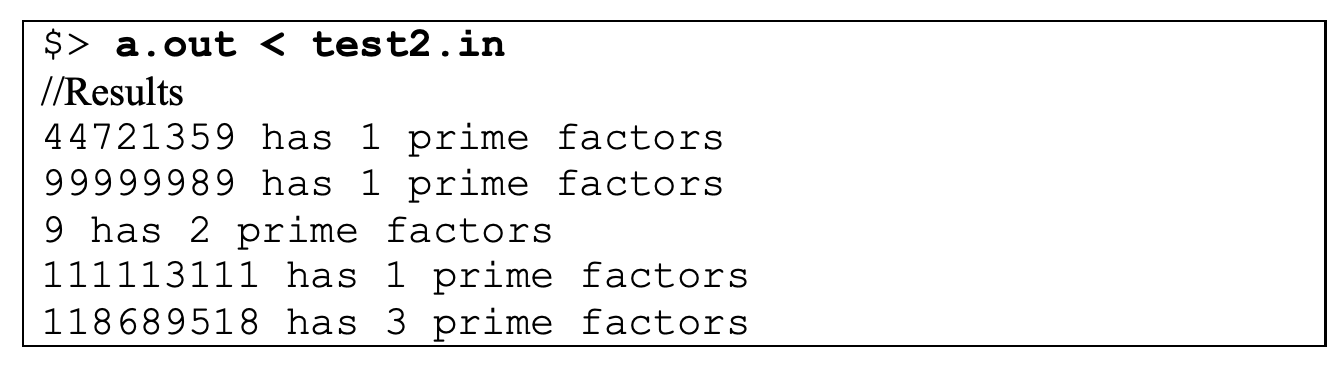 $> a.out < test2.in
//Results
44721359 has 1 prime factors
99999989 has 1 prime factors
9 has 2 prime factors
111113111 has 1 prime factors
118689518 has 3 prime factors